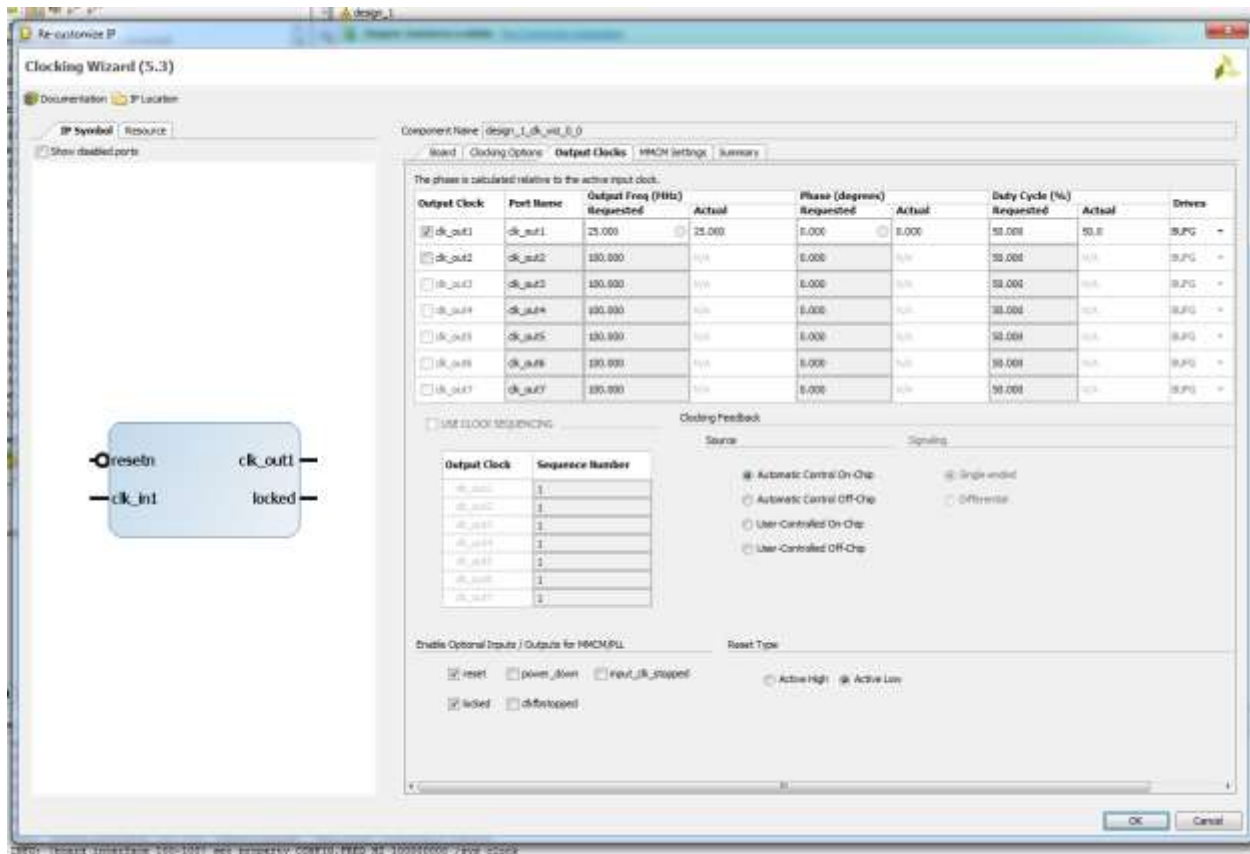 design_1
Re-customize IP
Clocking Wizard (5.3)
Documentation IP Location
IP Symbol Resource
Show disabled ports
Component Name design_1_clk_wiz_0_0
Board Clocking Options Output Clocks MMCM Settings Summary
The phase is calculated relative to the active input clock.
Output Clock Port Name Output Freq (MHz) Phase (degrees) Duty Cycle (%) Drives
Requested Actual Requested Actual Requested Actual
clk_out1 clk_out1 25.000 25.000 0.000 0.000 50.000 50.0 BUFG
clk_out2 clk_out2 100.000 N/A 0.000 N/A 50.000 N/A BUFG
clk_out3 clk_out3 100.000 N/A 0.000 N/A 50.000 N/A BUFG
clk_out4 clk_out4 100.000 N/A 0.000 N/A 50.000 N/A BUFG
clk_out5 clk_out5 100.000 N/A 0.000 N/A 50.000 N/A BUFG
clk_out6 clk_out6 100.000 N/A 0.000 N/A 50.000 N/A BUFG
clk_out7 clk_out7 100.000 N/A 0.000 N/A 50.000 N/A BUFG
USE CLOCK SEQUENCING
Clocking Feedback
Source Signaling
Output Clock Sequence Number
clk_out1 1
clk_out2 1
clk_out3 1
clk_out4 1
clk_out5 1
clk_out6 1
clk_out7 1
Automatic Control On-Chip Single-ended
Automatic Control Off-Chip Differential
User-Controlled On-Chip
User-Controlled Off-Chip
resetn clk_out1
clk_in1 locked
Enable Optional Inputs / Outputs for MMCM/PLL Reset Type
reset power_down input_clk_stopped Active High Active Low
locked clkfbstopped
OK Cancel